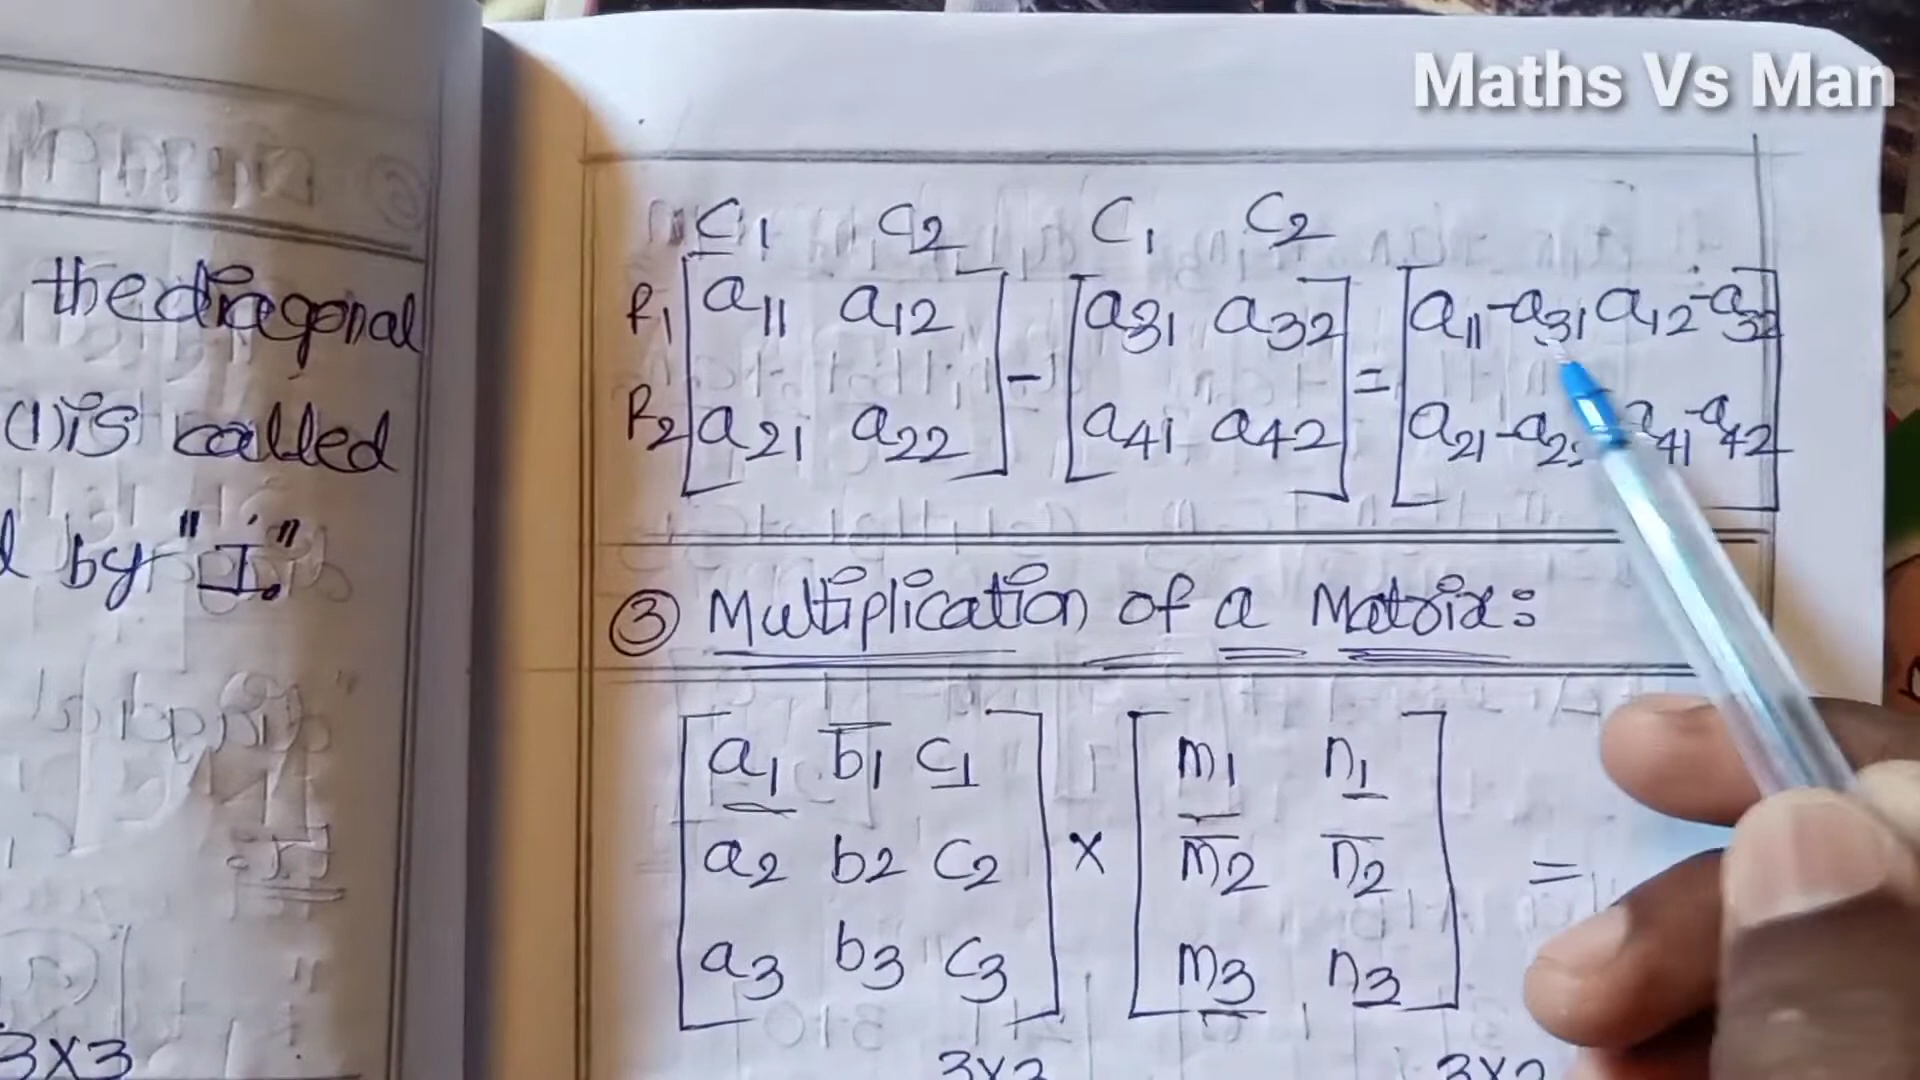 Maths Vs Man
the diagonal
(1) is called
by "I."
3x3
C1 C2 C1 C2
R1 [a11 a12] - [a31 a32] = [a11-a31 a12-a32]
R2 [a21 a22] [a41 a42] [a21-a2 a41-a42]
③ Multiplication of a Matrix:
[a1 b1 c1] x [m1 n1] =
[a2 b2 c2] [m2 n2]
[a3 b3 c3] [m3 n3]